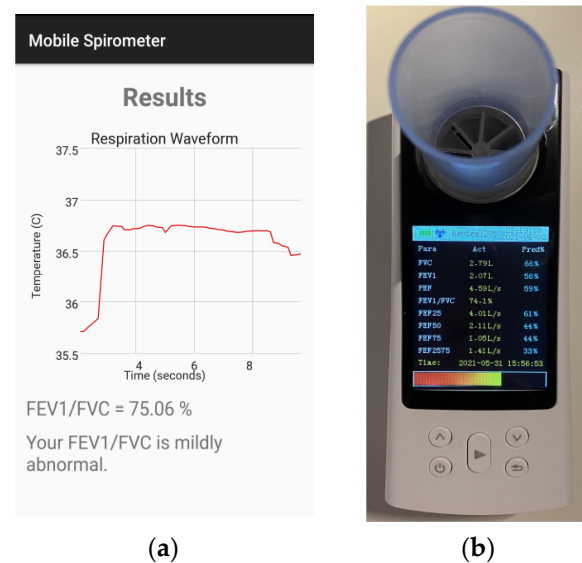 Mobile Spirometer
Results
Respiration Waveform
37.5
37
36.5
36
35.5
Temperature (C)
4 6 8
Time (seconds)
FEV1/FVC = 75.06 %
Your FEV1/FVC is mildly
abnormal.
(a)
Para Act Pred%
FVC 2.79L 66%
FEV1 2.07L 56%
PEF 4.59L/s 59%
FEV1/FVC 74.1%
FEF25 4.01L/s 61%
FEF50 2.11L/s 44%
FEF75 1.05L/s 44%
FEF2575 1.41L/s 33%
Time: 2021-05-31 15:56:53
(b)